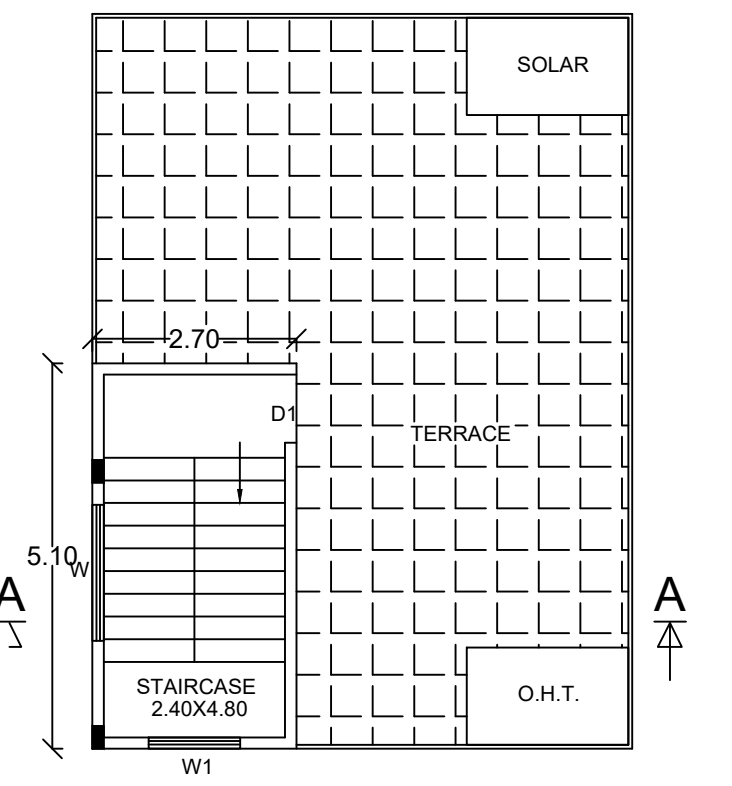 SOLAR
2.70
D1
TERRACE
5.10
W
A
A
STAIRCASE
2.40X4.80
O.H.T.
W1